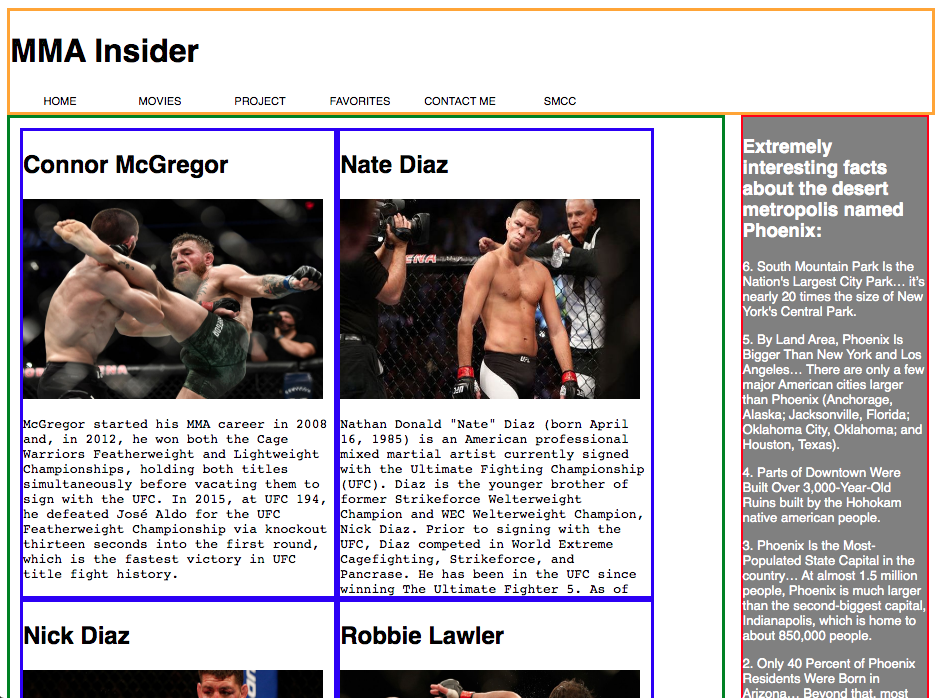 MMA Insider
HOME MOVIES PROJECT FAVORITES CONTACT ME SMCC
Connor McGregor
McGregor started his MMA career in 2008
and, in 2012, he won both the Cage
Warriors Featherweight and Lightweight
Championships, holding both titles
simultaneously before vacating them to
sign with the UFC. In 2015, at UFC 194,
he defeated José Aldo for the UFC
Featherweight Championship via knockout
thirteen seconds into the first round,
which is the fastest victory in UFC
title fight history.
Nate Diaz
Nathan Donald "Nate" Diaz (born April
16, 1985) is an American professional
mixed martial artist currently signed
with the Ultimate Fighting Championship
(UFC). Diaz is the younger brother of
former Strikeforce Welterweight
Champion and WEC Welterweight Champion,
Nick Diaz. Prior to signing with the
UFC, Diaz competed in World Extreme
Cagefighting, Strikeforce, and
Pancrase. He has been in the UFC since
winning The Ultimate Fighter 5. As of
Nick Diaz
Robbie Lawler
Extremely
interesting facts
about the desert
metropolis named
Phoenix:
6. South Mountain Park Is the
Nation's Largest City Park… it's
nearly 20 times the size of New
York's Central Park.
5. By Land Area, Phoenix Is
Bigger Than New York and Los
Angeles… There are only a few
major American cities larger
than Phoenix (Anchorage,
Alaska; Jacksonville, Florida;
Oklahoma City, Oklahoma; and
Houston, Texas).
4. Parts of Downtown Were
Built Over 3,000-Year-Old
Ruins built by the Hohokam
native american people.
3. Phoenix Is the Most-
Populated State Capital in the
country… At almost 1.5 million
people, Phoenix is much larger
than the second-biggest capital,
Indianapolis, which is home to
about 850,000 people.
2. Only 40 Percent of Phoenix
Residents Were Born in
Arizona… Beyond that, most